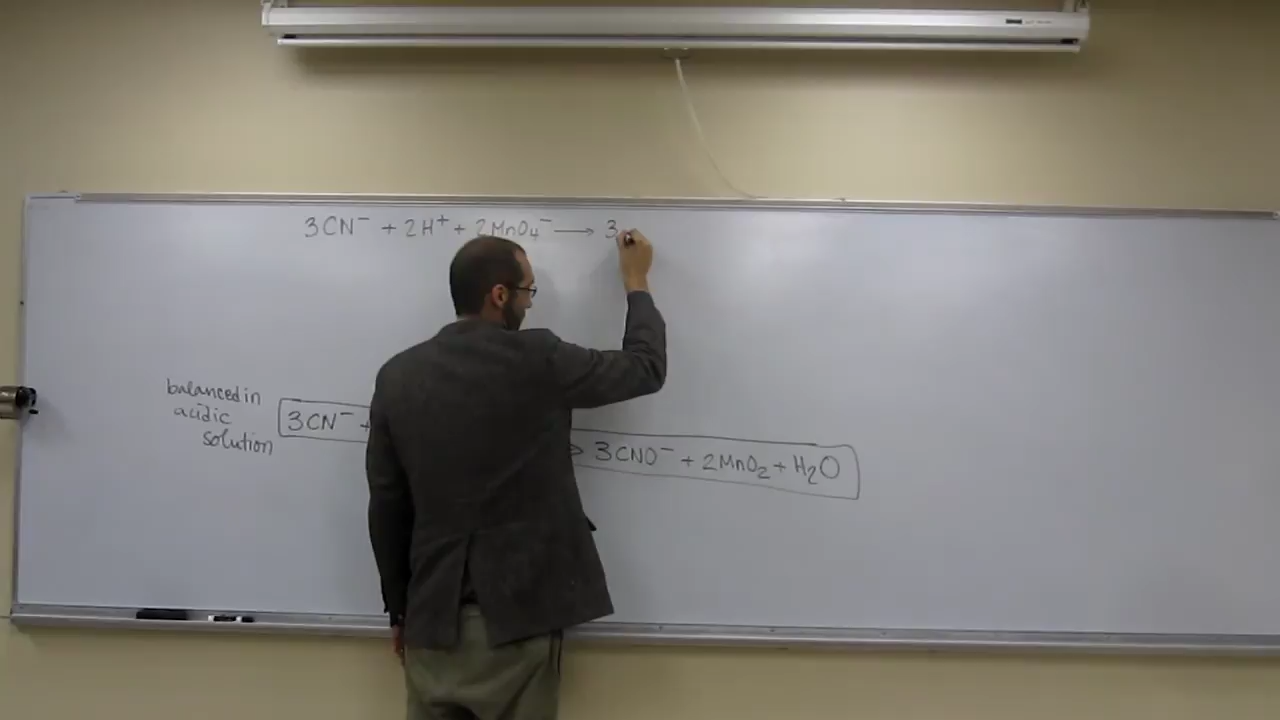 3CN⁻ + 2H⁺ + 2MnO₄⁻ ⟶ 3
balanced in
acidic
solution
3CN⁻ +
3CNO⁻ + 2MnO₂ + H₂O